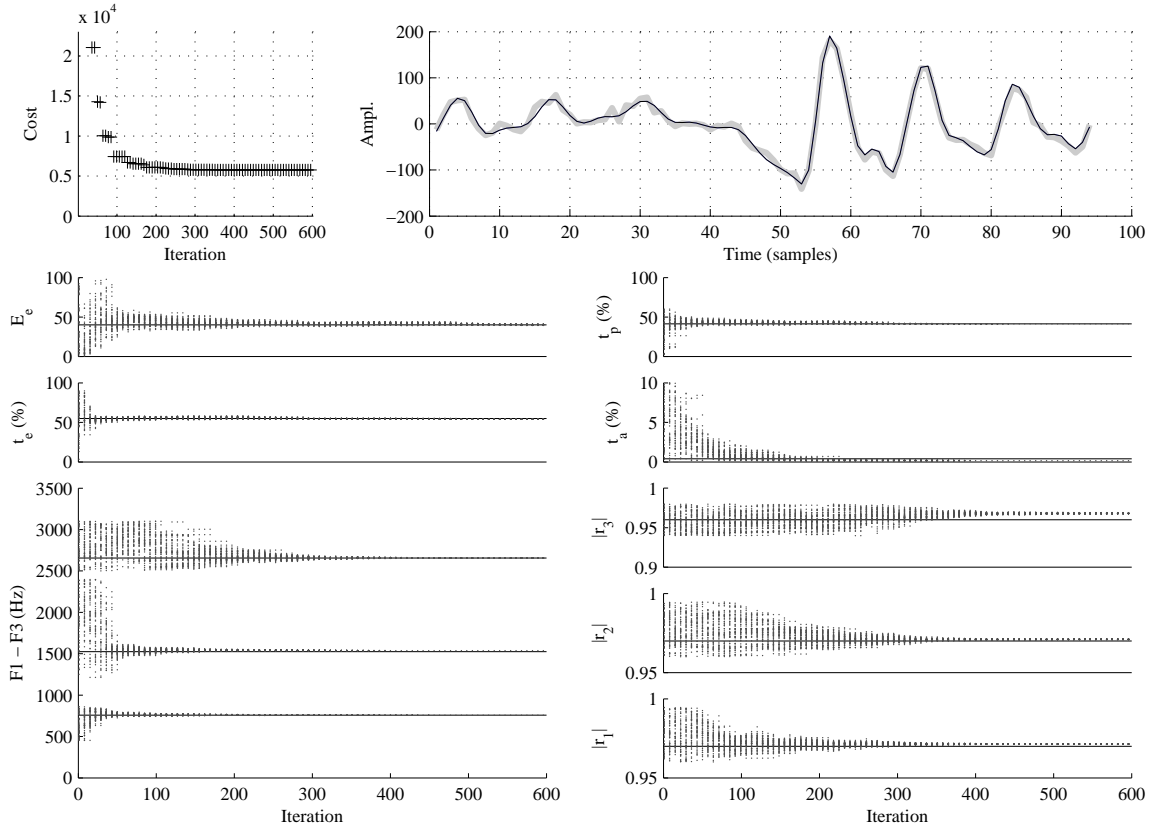 x 10^4
2
1.5
1
0.5
0
Cost
100 200 300 400 500 600
Iteration
200
100
0
−100
−200
Ampl.
0 10 20 30 40 50 60 70 80 90 100
Time (samples)
100
50
0
E_e
100
50
0
t_e (%)
3500
3000
2500
2000
1500
1000
500
0
F1 − F3 (Hz)
0 100 200 300 400 500 600
Iteration
100
50
0
t_p (%)
10
5
0
t_a (%)
1
0.95
0.9
|r_3|
1
0.95
|r_2|
1
0.95
|r_1|
0 100 200 300 400 500 600
Iteration